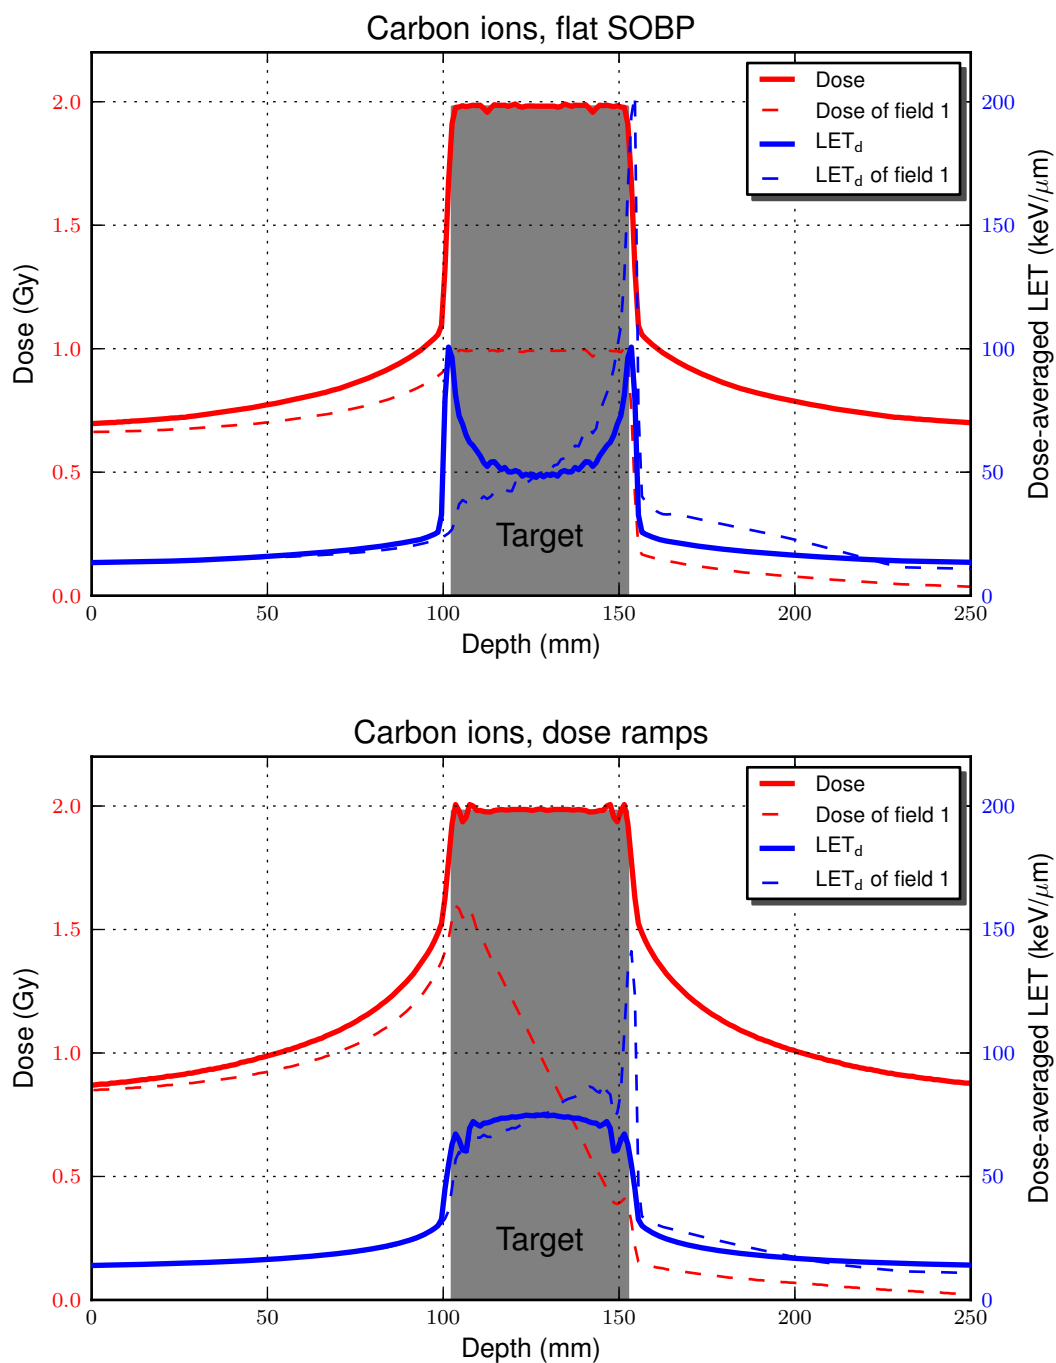 Carbon ions, flat SOBP
Dose (Gy)
2.0
1.5
1.0
0.5
0.0
Dose
Dose of field 1
LETd
LETd of field 1
Target
200
150
100
50
0
Dose-averaged LET (keV/μm)
0 50 100 150 200 250
Depth (mm)
Carbon ions, dose ramps
Dose (Gy)
2.0
1.5
1.0
0.5
0.0
Dose
Dose of field 1
LETd
LETd of field 1
Target
200
150
100
50
0
Dose-averaged LET (keV/μm)
0 50 100 150 200 250
Depth (mm)